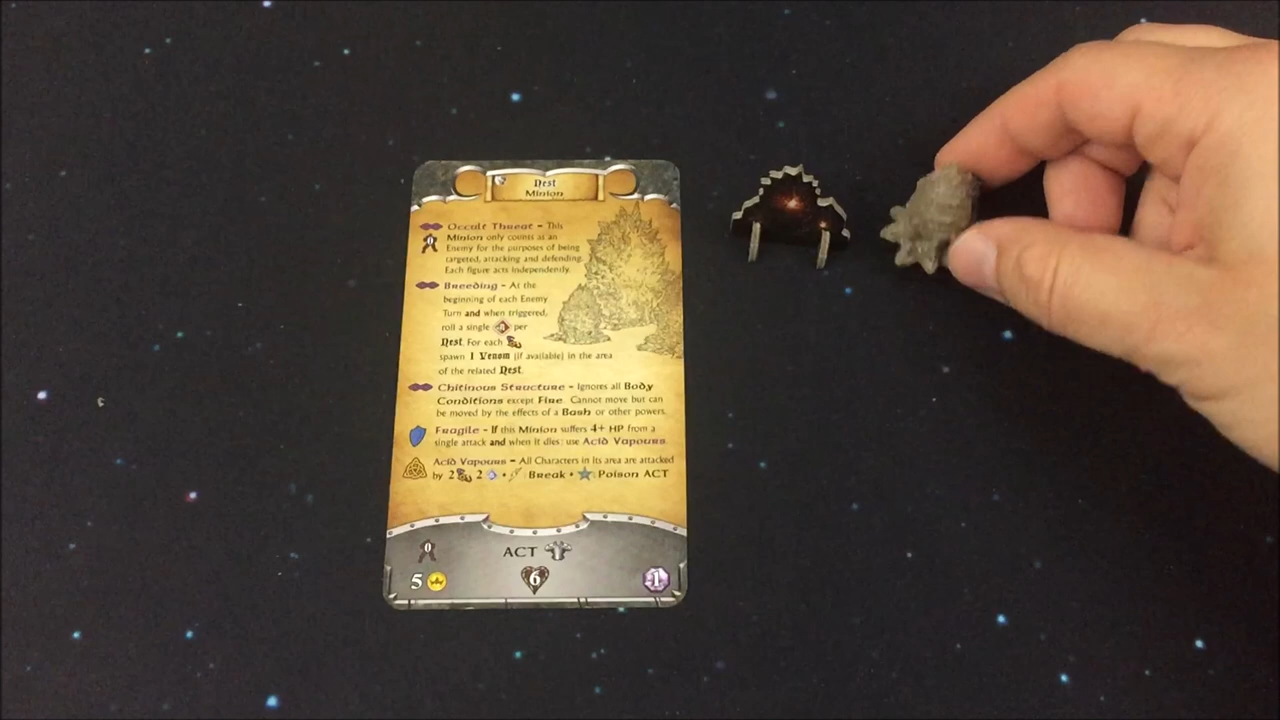 Nest
Minion
Occult Threat - This
0
Minion only counts as an
Enemy for the purposes of being
targeted, attacking and defending.
Each figure acts independently.
Breeding - At the
beginning of each Enemy
Turn and when triggered,
roll a single per
Nest. For each
spawn 1 Venom (if available) in the area
of the related Nest.
Chitinous Structure - Ignores all Body
Conditions except Fire. Cannot move but can
be moved by the effects of a Bash or other powers.
Fragile - If this Minion suffers 4+ HP from a
single attack and when it dies: use Acid Vapours.
Acid Vapours - All Characters in its area are attacked
by 2 2 • Break • Poison ACT
0
ACT
5
6
-1